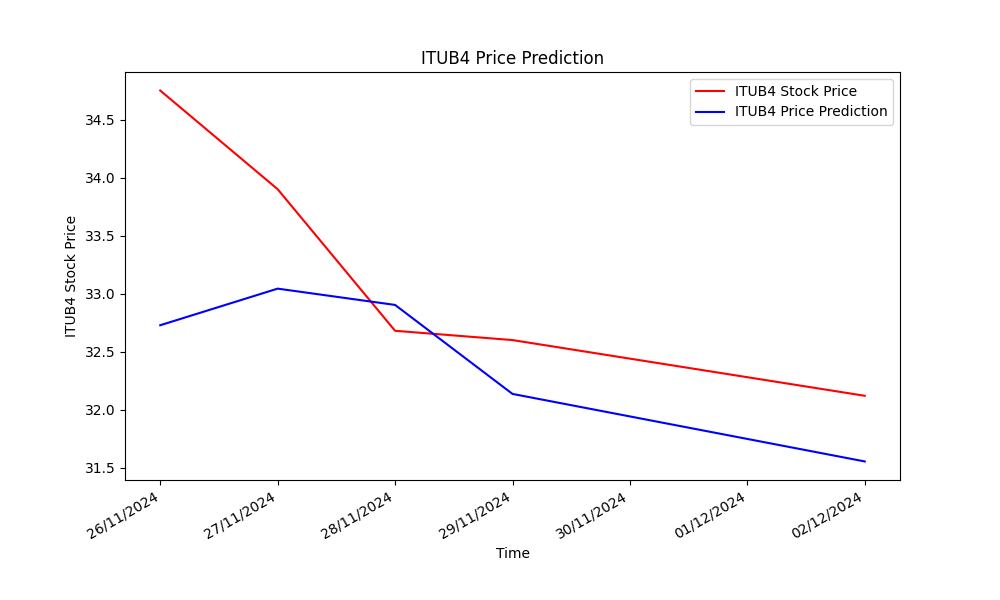 ITUB4 Price Prediction
ITUB4 Stock Price
ITUB4 Price Prediction
ITUB4 Stock Price
34.5
34.0
33.5
33.0
32.5
32.0
31.5
26/11/2024
27/11/2024
28/11/2024
29/11/2024
30/11/2024
01/12/2024
02/12/2024
Time